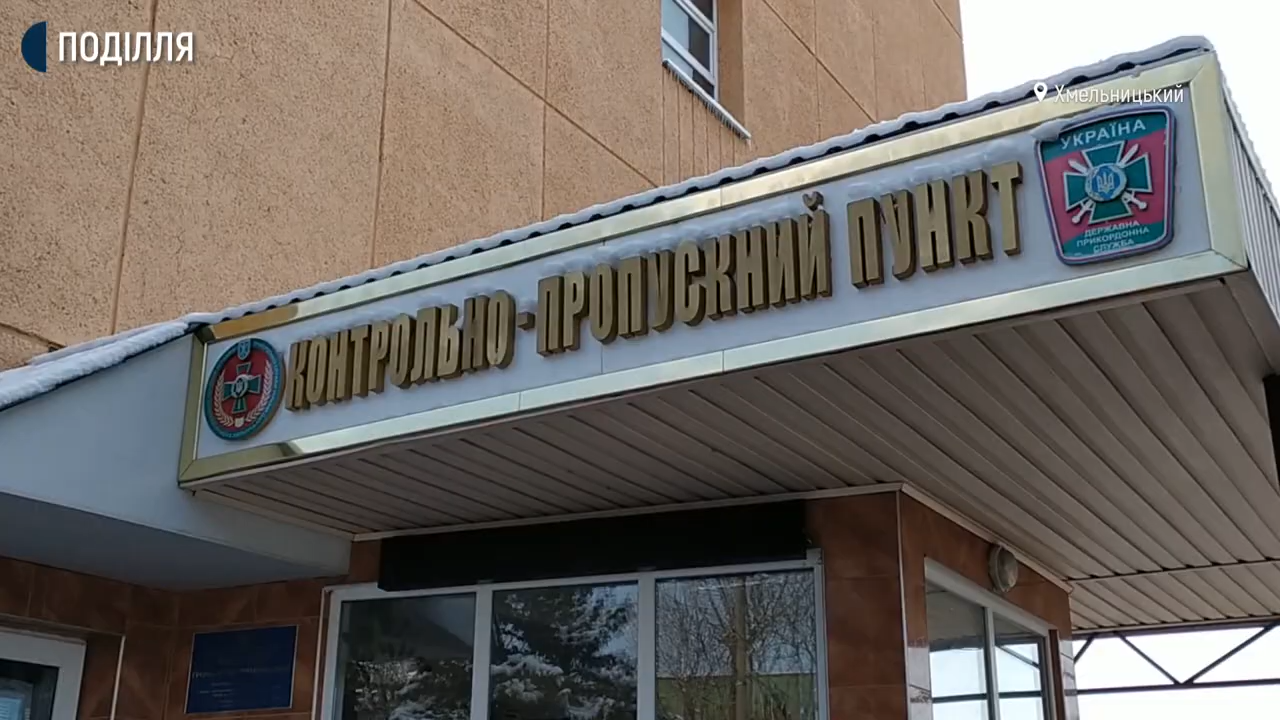 ПОДІЛЛЯ
Хмельницький
УКРАЇНА
ДЕРЖАВНА
ПРИКОРДОННА
СЛУЖБА
КОНТРОЛЬНО-ПРОПУСКНИЙ ПУНКТ